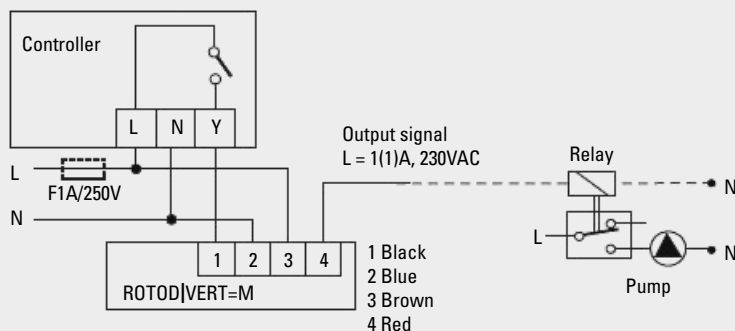 Controller
L N Y
L
F1A/250V
N
Output signal
L = 1(1)A, 230VAC
Relay
N
L
N
Pump
1 2 3 4
ROTOD|VERT=M
1 Black
2 Blue
3 Brown
4 Red